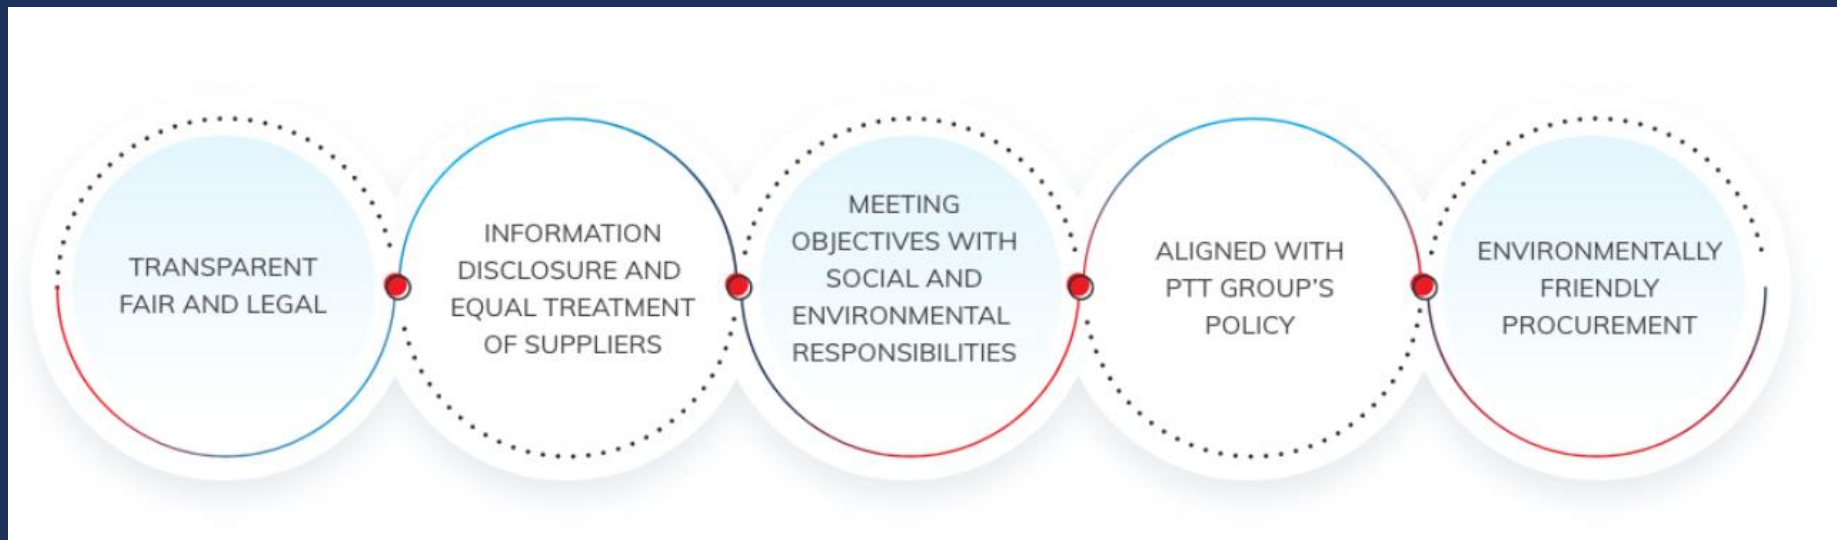 TRANSPARENT
FAIR AND LEGAL
INFORMATION
DISCLOSURE AND
EQUAL TREATMENT
OF SUPPLIERS
MEETING
OBJECTIVES WITH
SOCIAL AND
ENVIRONMENTAL
RESPONSIBILITIES
ALIGNED WITH
PTT GROUP'S
POLICY
ENVIRONMENTALLY
FRIENDLY
PROCUREMENT